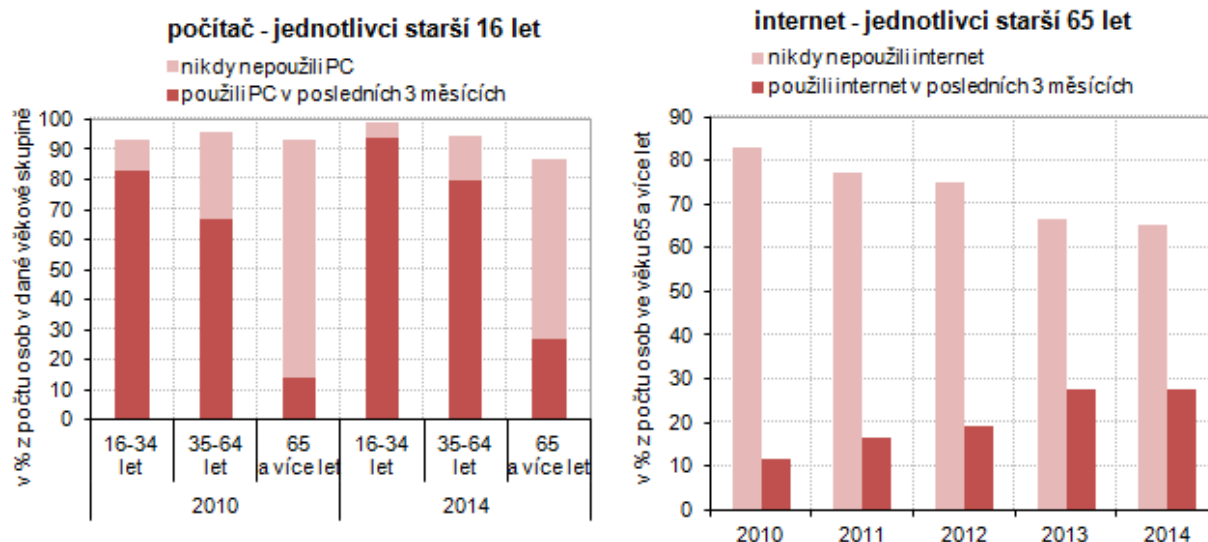 počítač - jednotlivci starší 16 let
nikdy nepoužili PC
použili PC v posledních 3 měsících
v % z počtu osob v dané věkové skupině
100
90
80
70
60
50
40
30
20
10
0
16-34 let
35-64 let
65 a více let
16-34 let
35-64 let
65 a více let
2010
2014
internet - jednotlivci starší 65 let
nikdy nepoužili internet
použili internet v posledních 3 měsících
v % z počtu osob ve věku 65 a více let
90
80
70
60
50
40
30
20
10
0
2010
2011
2012
2013
2014